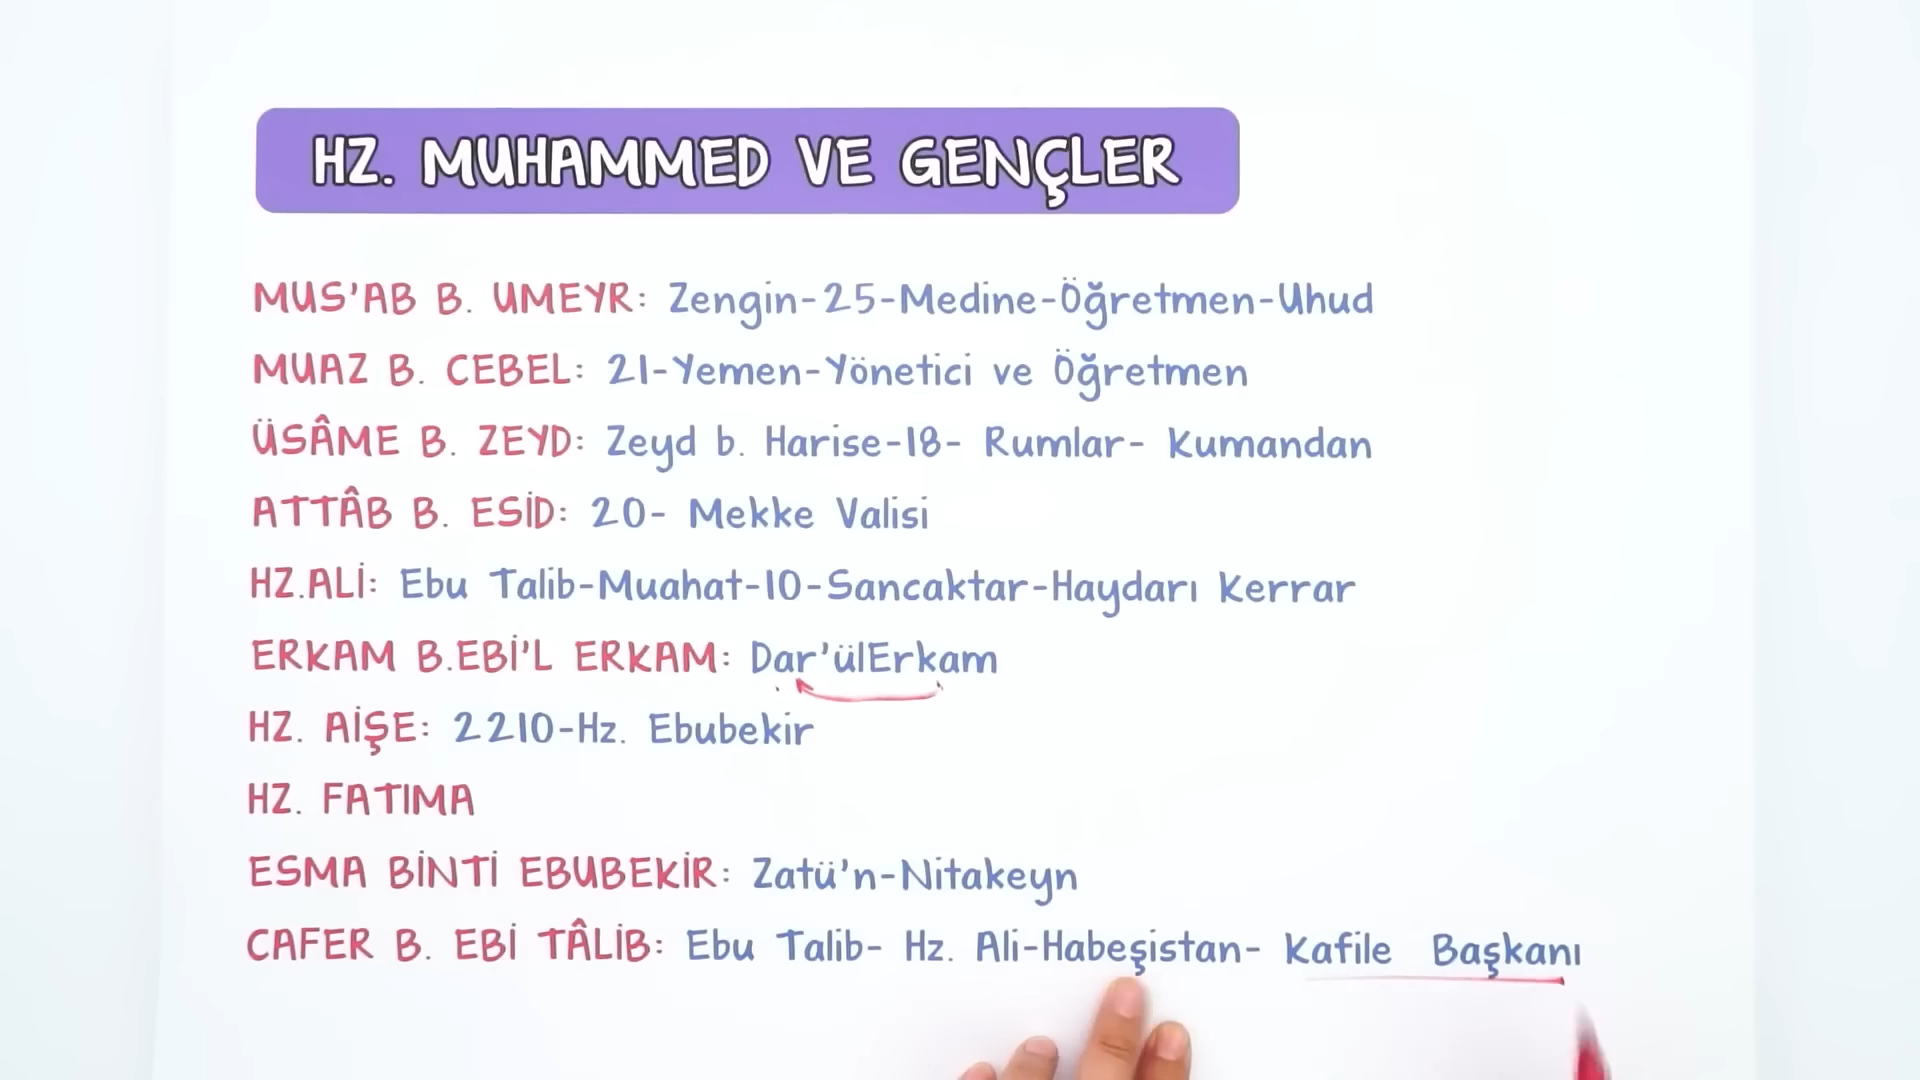 HZ. MUHAMMED VE GENÇLER
MUS'AB B. UMEYR: Zengin-25-Medine-Öğretmen-Uhud
MUAZ B. CEBEL: 21-Yemen-Yönetici ve Öğretmen
ÜSÂME B. ZEYD: Zeyd b. Harise-18- Rumlar- Kumandan
ATTÂB B. ESİD: 20- Mekke Valisi
HZ.ALİ: Ebu Talib-Muahat-10-Sancaktar-Haydarı Kerrar
ERKAM B.EBİ'L ERKAM: Dar'ülErkam
HZ. AİŞE: 2210-Hz. Ebubekir
HZ. FATIMA
ESMA BİNTİ EBUBEKİR: Zatü'n-Nitakeyn
CAFER B. EBİ TÂLİB: Ebu Talib- Hz. Ali-Habeşistan- Kafile Başkanı